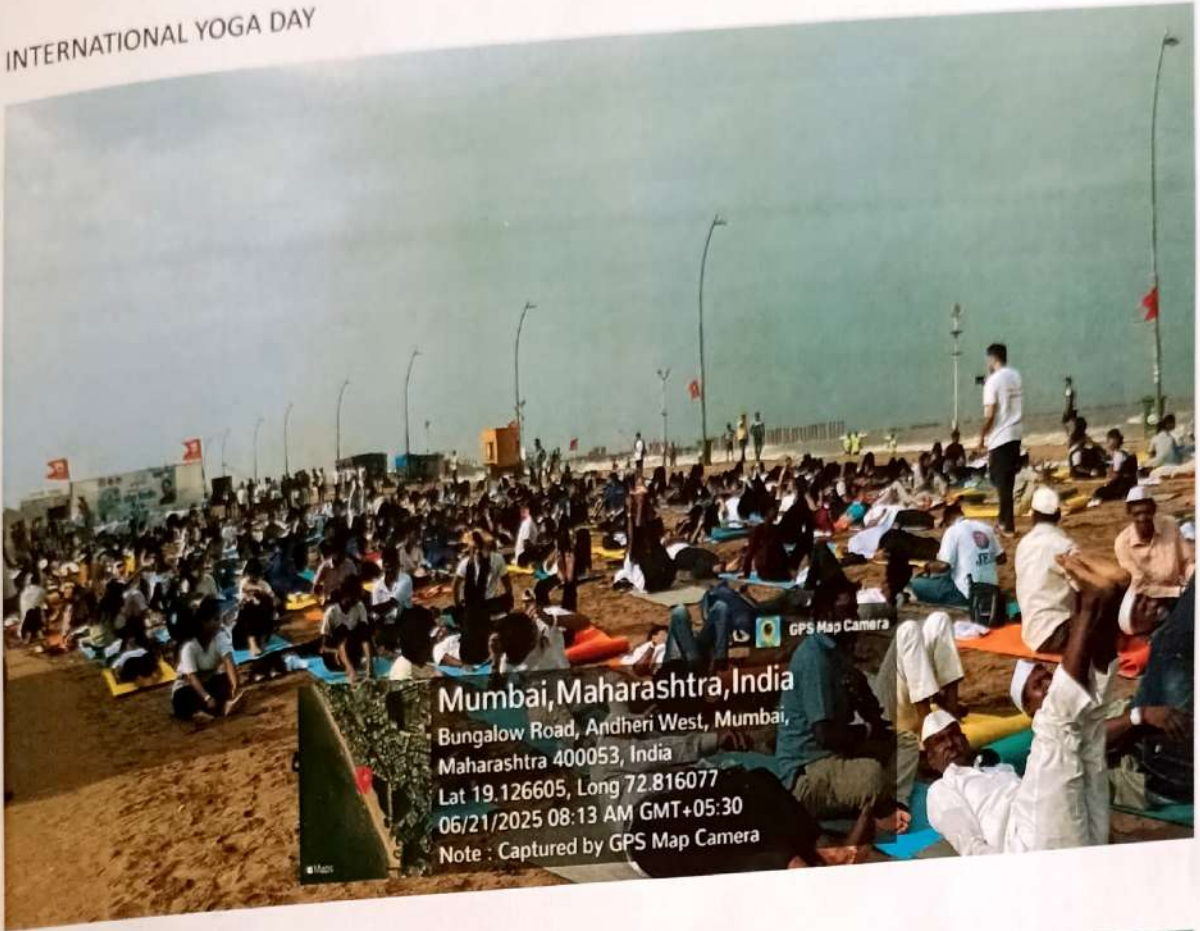 INTERNATIONAL YOGA DAY
GPS Map Camera
Mumbai,Maharashtra,India
Bungalow Road, Andheri West, Mumbai,
Maharashtra 400053, India
Lat 19.126605, Long 72.816077
06/21/2025 08:13 AM GMT+05:30
Note : Captured by GPS Map Camera
Maps